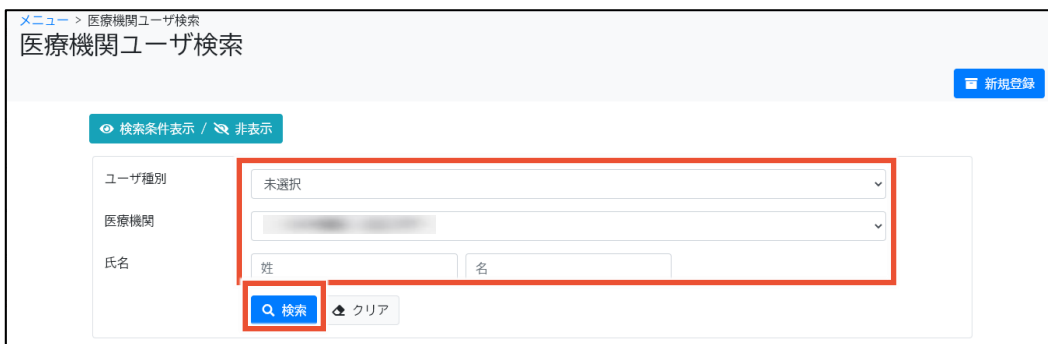 メニュー > 医療機関ユーザ検索
医療機関ユーザ検索
新規登録
検索条件表示 / 非表示
ユーザ種別 未選択
医療機関
氏名 姓 名
検索 クリア